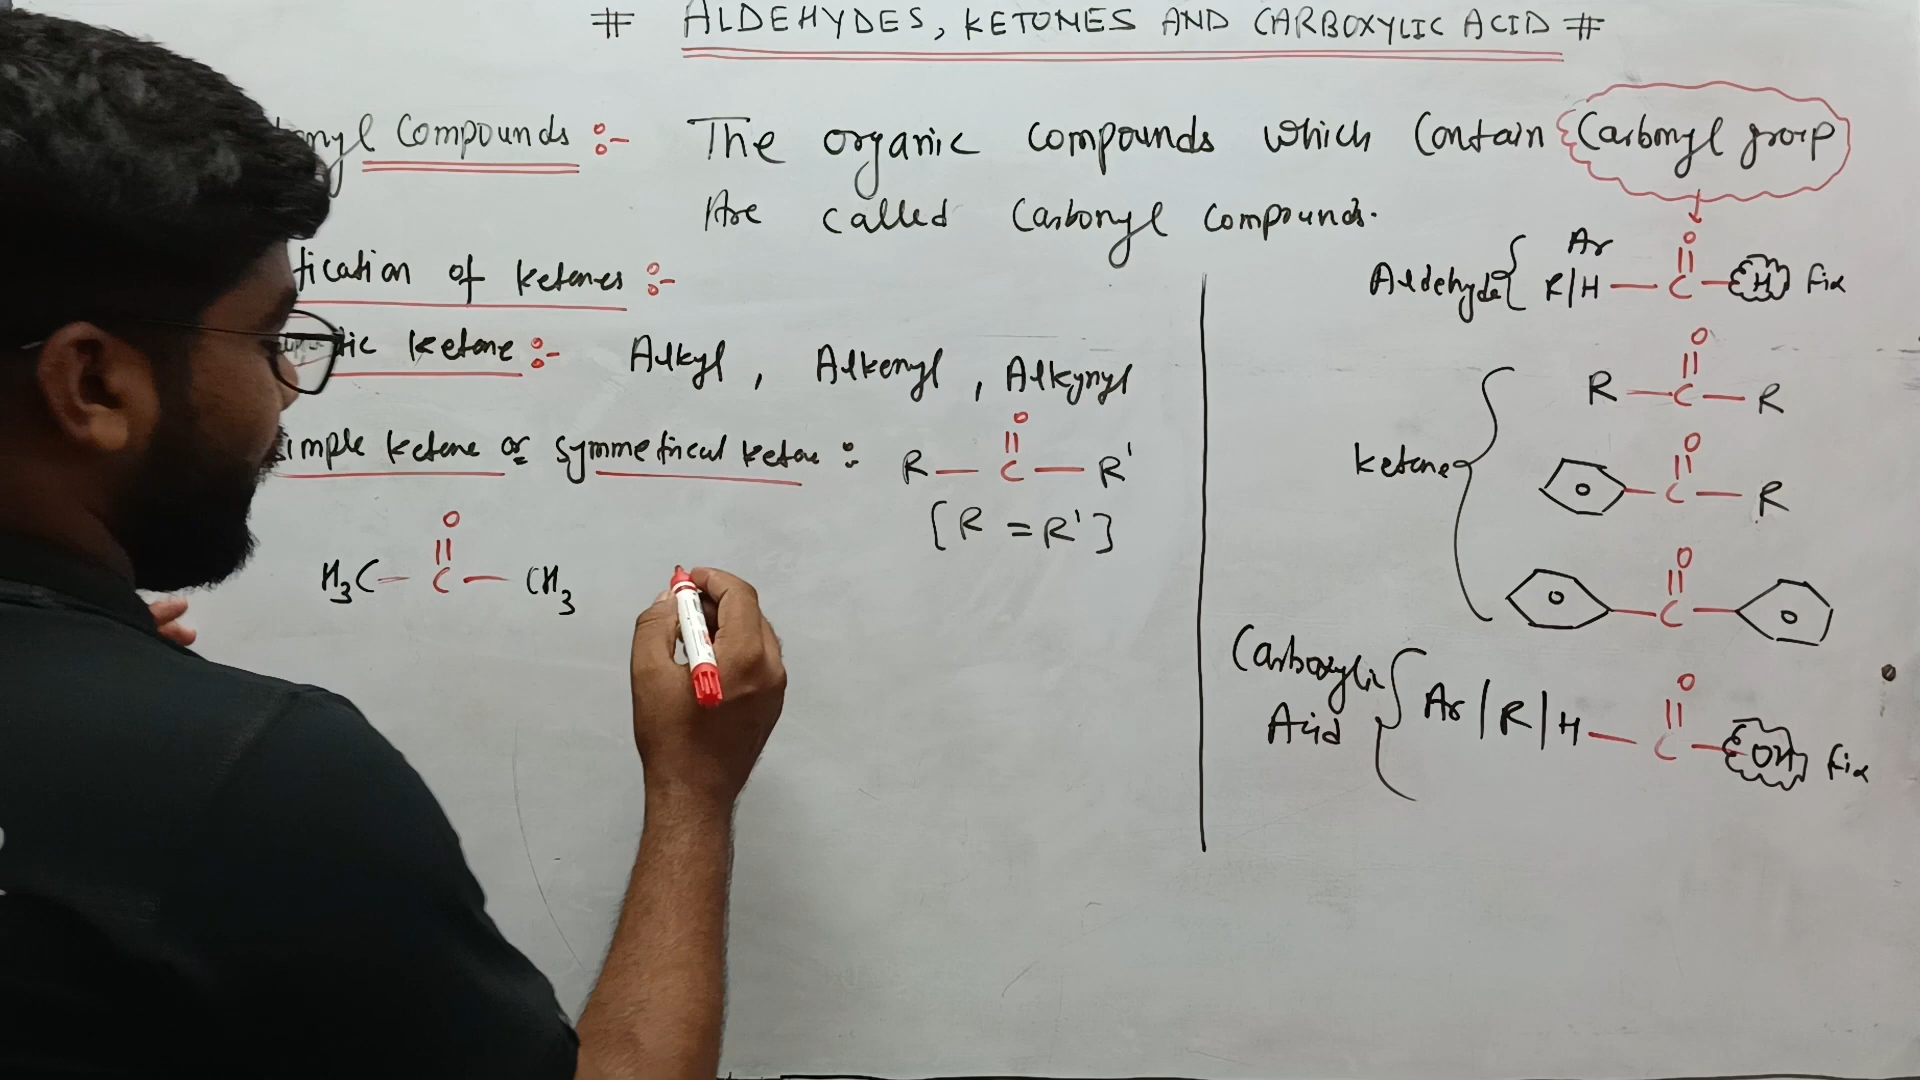 # ALDEHYDES, KETONES AND CARBOXYLIC ACID #
Compounds :- The organic compounds which contain Carbonyl group
Are called Carbonyl compounds.
fication of ketones :-
tic ketone :- Alkyl, Alkenyl, Alkynyl
simple ketone or symmetrical ketone :
O
R — C — R'
[R = R']
O
H3C — C — CH3
Aldehyde
Ar
O
R/H — C — H fix
ketone
O
R — C — R
O
C — R
O
C
Carboxylic
Acid
O
Ar/R/H — C — OH fix